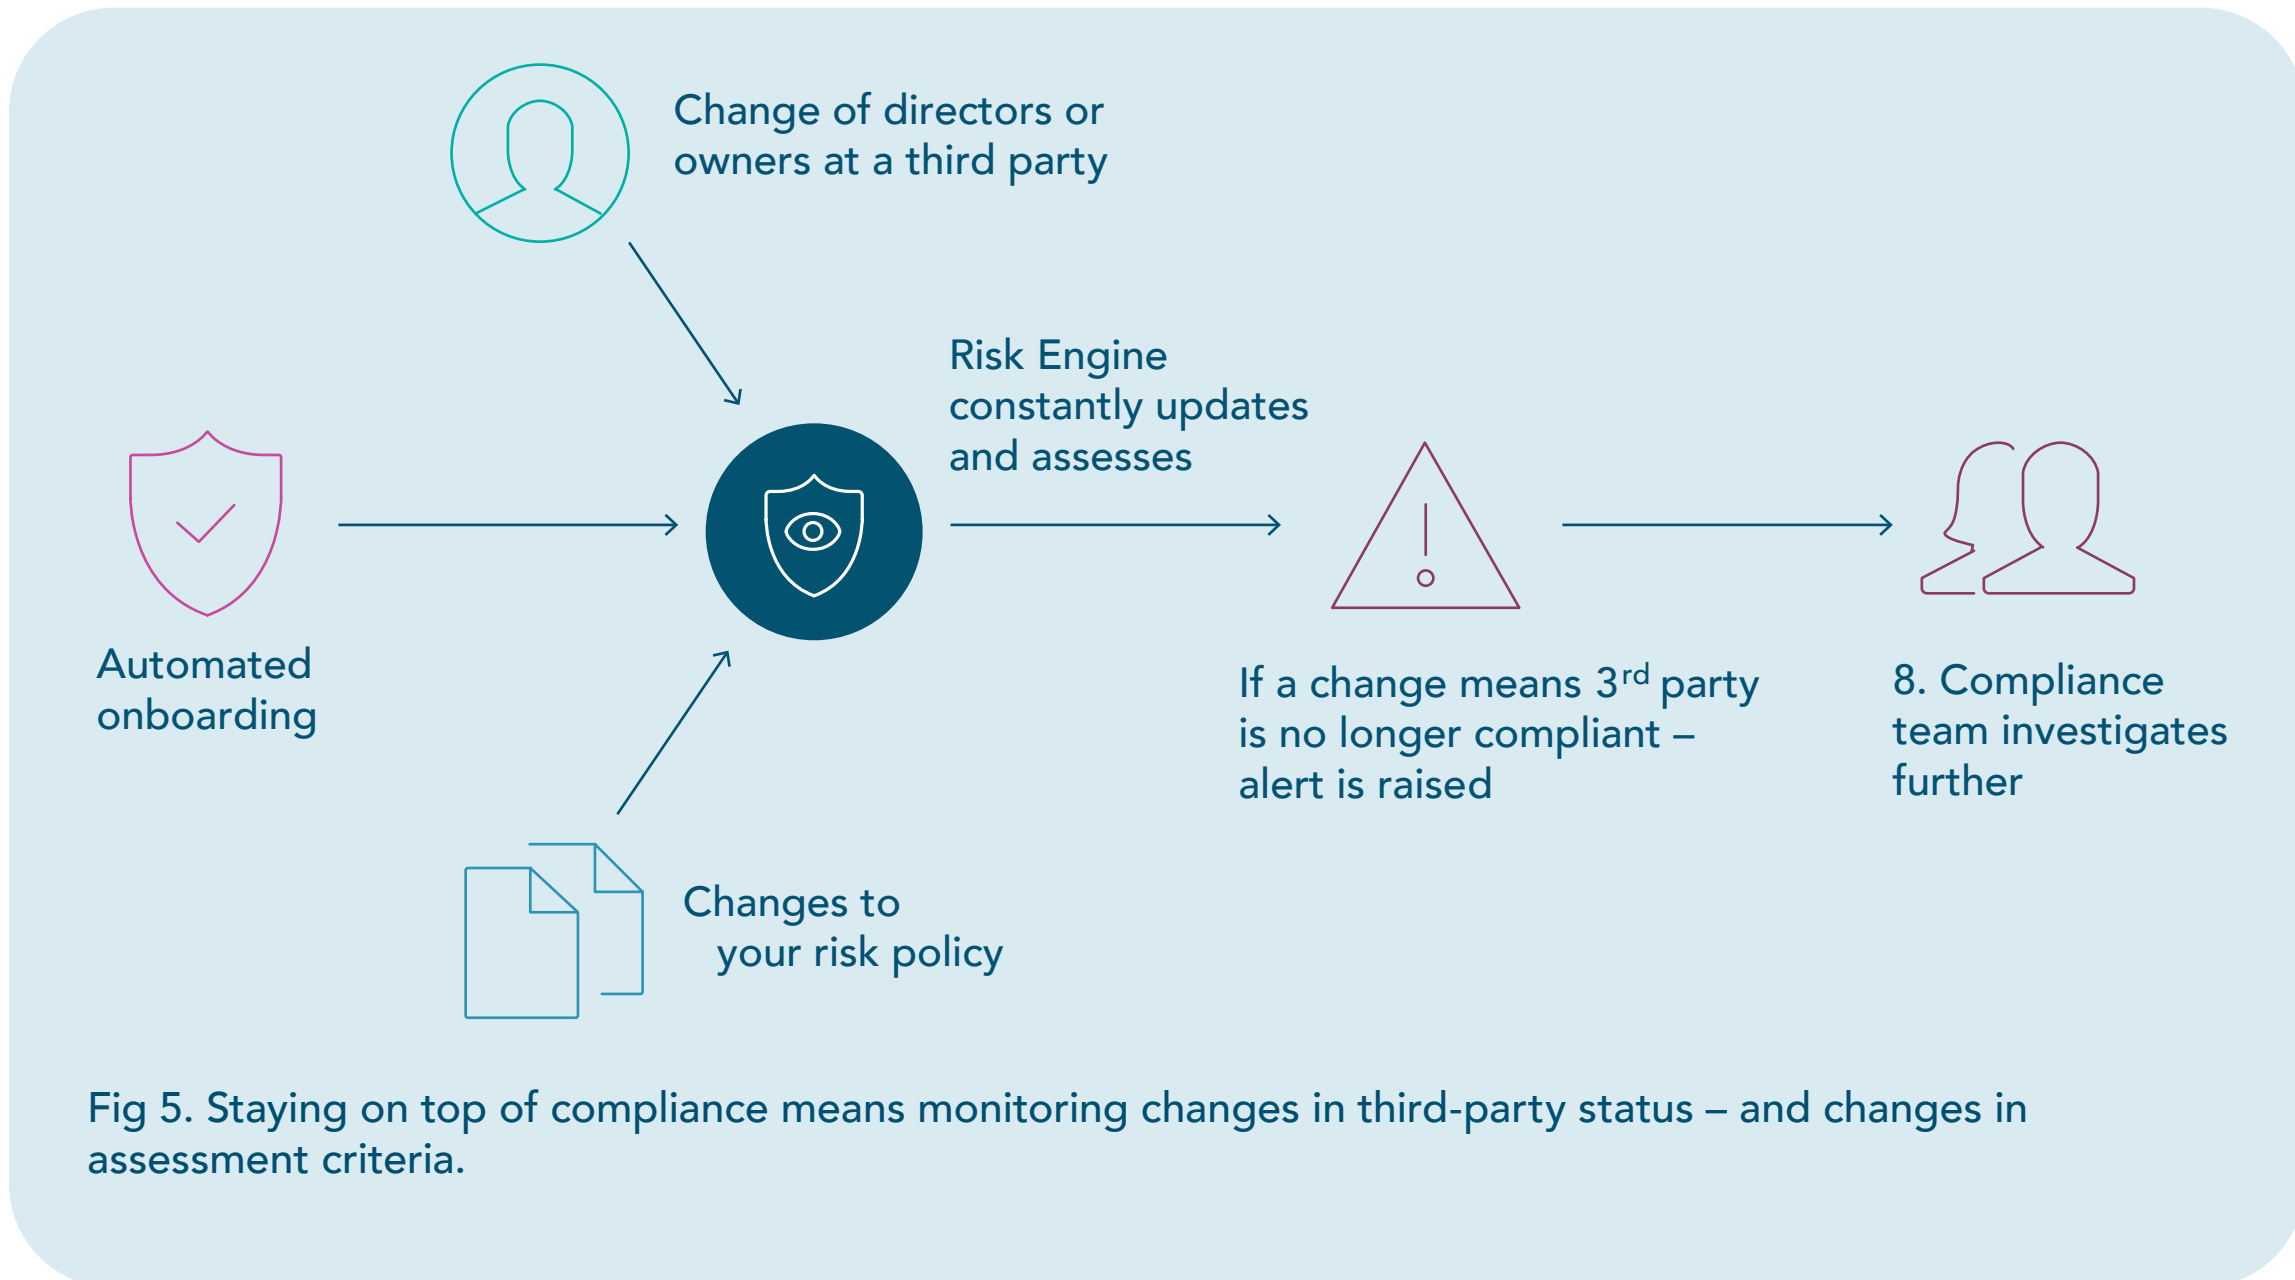 Change of directors or
owners at a third party
Risk Engine
constantly updates
and assesses
Automated
onboarding
If a change means 3rd party
is no longer compliant –
alert is raised
8. Compliance
team investigates
further
Changes to
your risk policy
Fig 5. Staying on top of compliance means monitoring changes in third-party status – and changes in
assessment criteria.